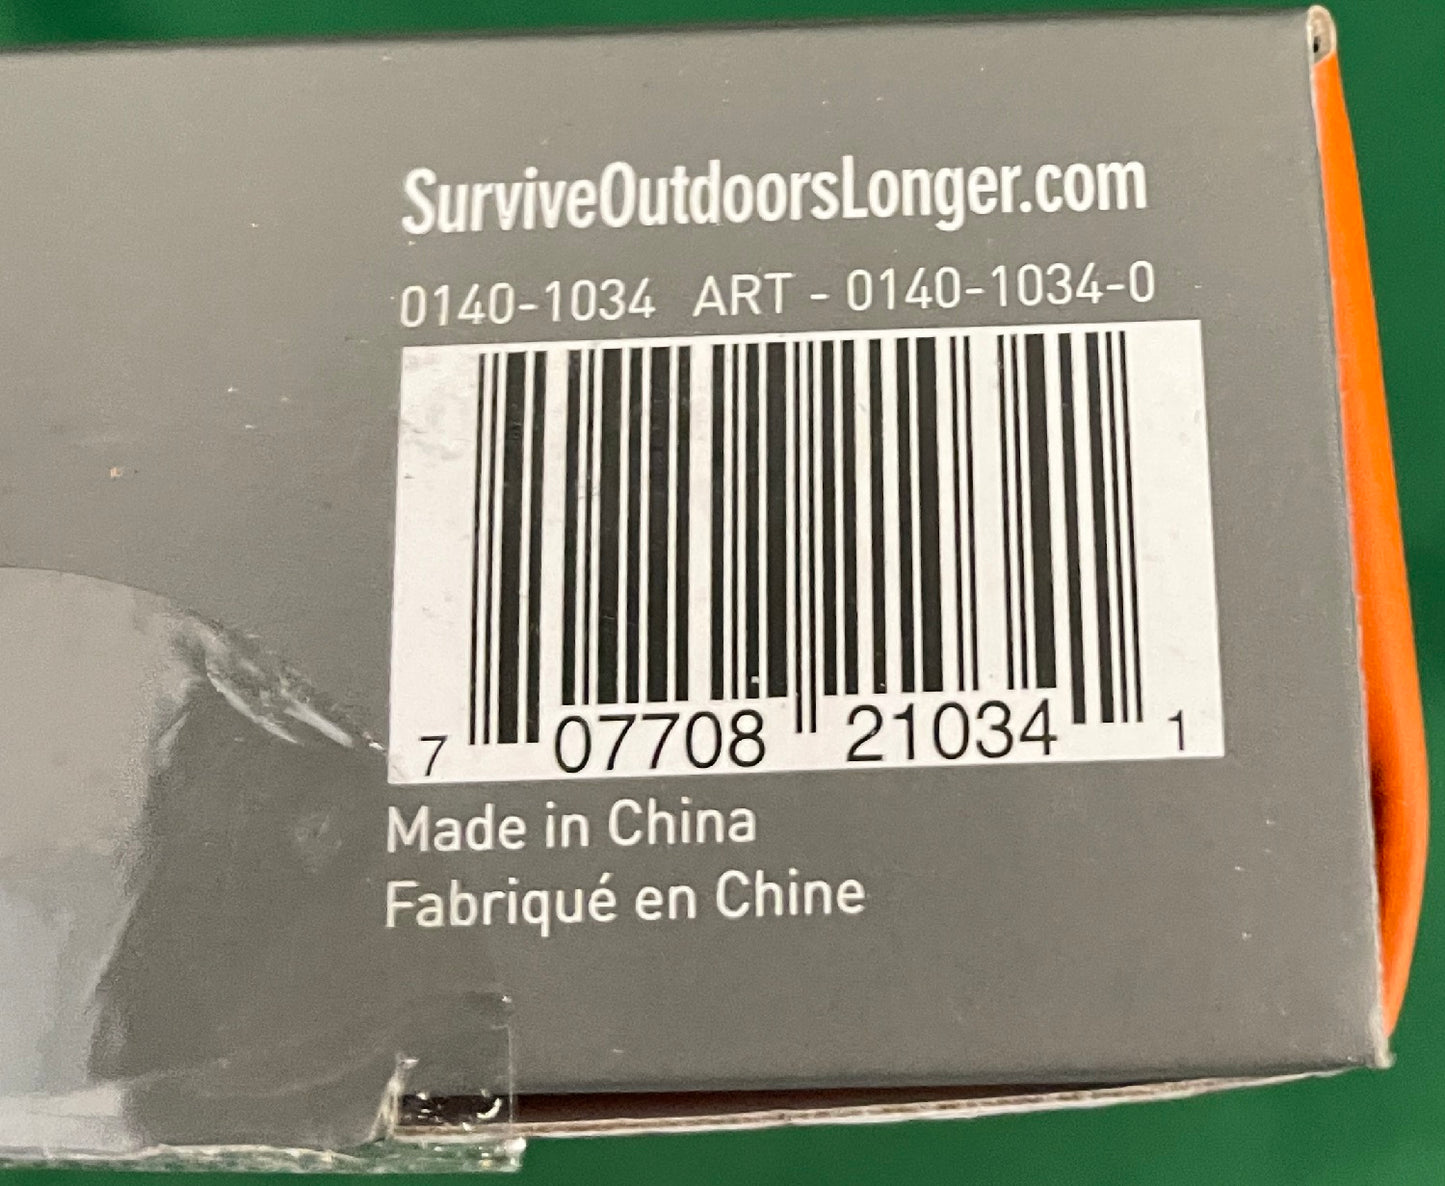 SurviveOutdoorsLonger.com
0140-1034 ART - 0140-1034-0
7 07708 21034 1
Made in China
Fabriqué en Chine